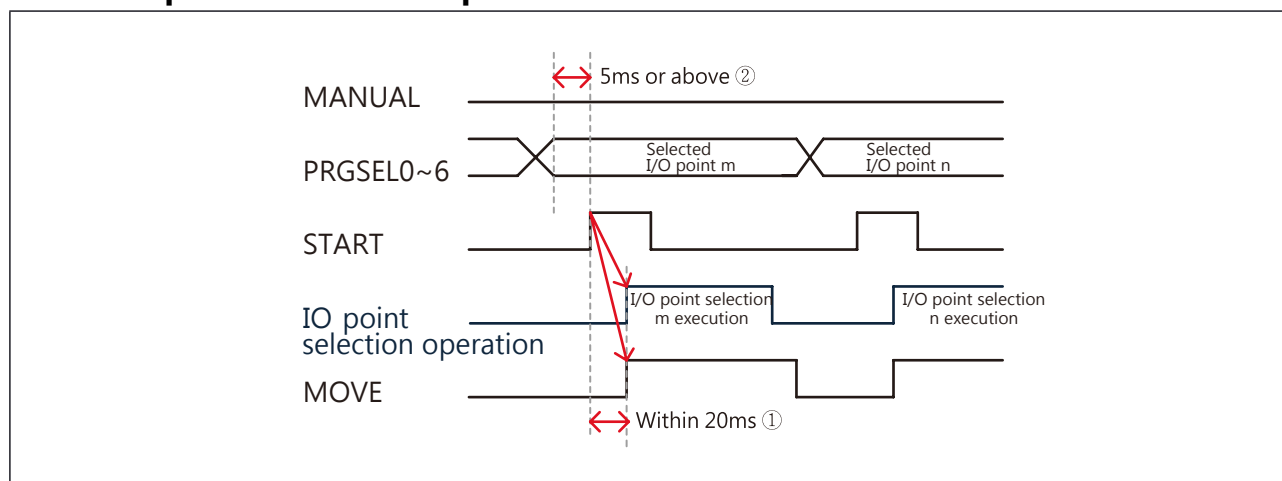 5ms or above ②
MANUAL
PRGSEL0~6
Selected
I/O point m
Selected
I/O point n
START
IO point
selection operation
I/O point selection
m execution
I/O point selection
n execution
MOVE
Within 20ms ①